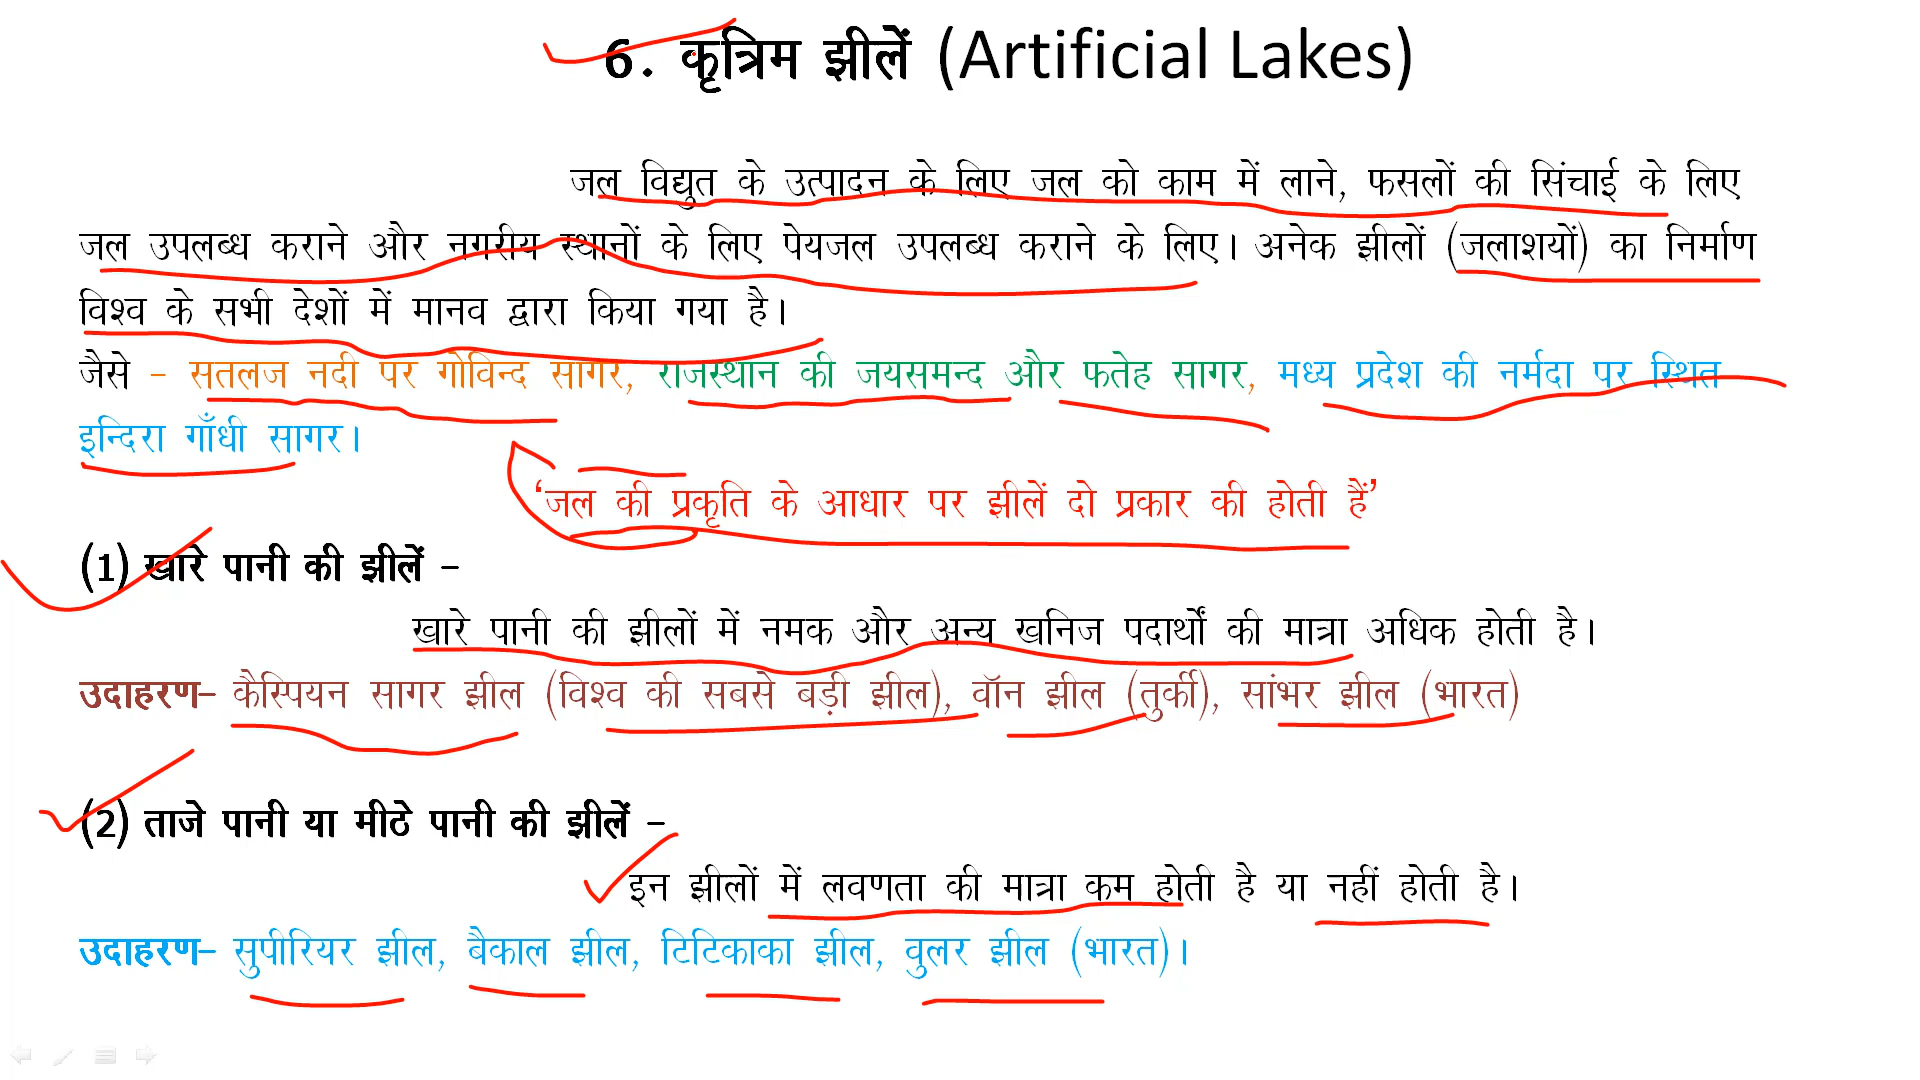 6. कृत्रिम झीलें (Artificial Lakes)
जल विद्युत के उत्पादन के लिए जल को काम में लाने, फसलों की सिंचाई के लिए
जल उपलब्ध कराने और नगरीय स्थानों के लिए पेयजल उपलब्ध कराने के लिए। अनेक झीलों (जलाशयों) का निर्माण
विश्व के सभी देशों में मानव द्वारा किया गया है।
जैसे - सतलज नदी पर गोविन्द सागर, राजस्थान की जयसमन्द और फतेह सागर, मध्य प्रदेश की नर्मदा पर स्थित
इन्दिरा गाँधी सागर।
‘जल की प्रकृति के आधार पर झीलें दो प्रकार की होती हैं’
(1) खारे पानी की झीलें -
खारे पानी की झीलों में नमक और अन्य खनिज पदार्थों की मात्रा अधिक होती है।
उदाहरण- कैस्पियन सागर झील (विश्व की सबसे बड़ी झील), वॉन झील (तुर्की), सांभर झील (भारत)
(2) ताजे पानी या मीठे पानी की झीलें -
इन झीलों में लवणता की मात्रा कम होती है या नहीं होती है।
उदाहरण- सुपीरियर झील, बैकाल झील, टिटिकाका झील, वुलर झील (भारत)।